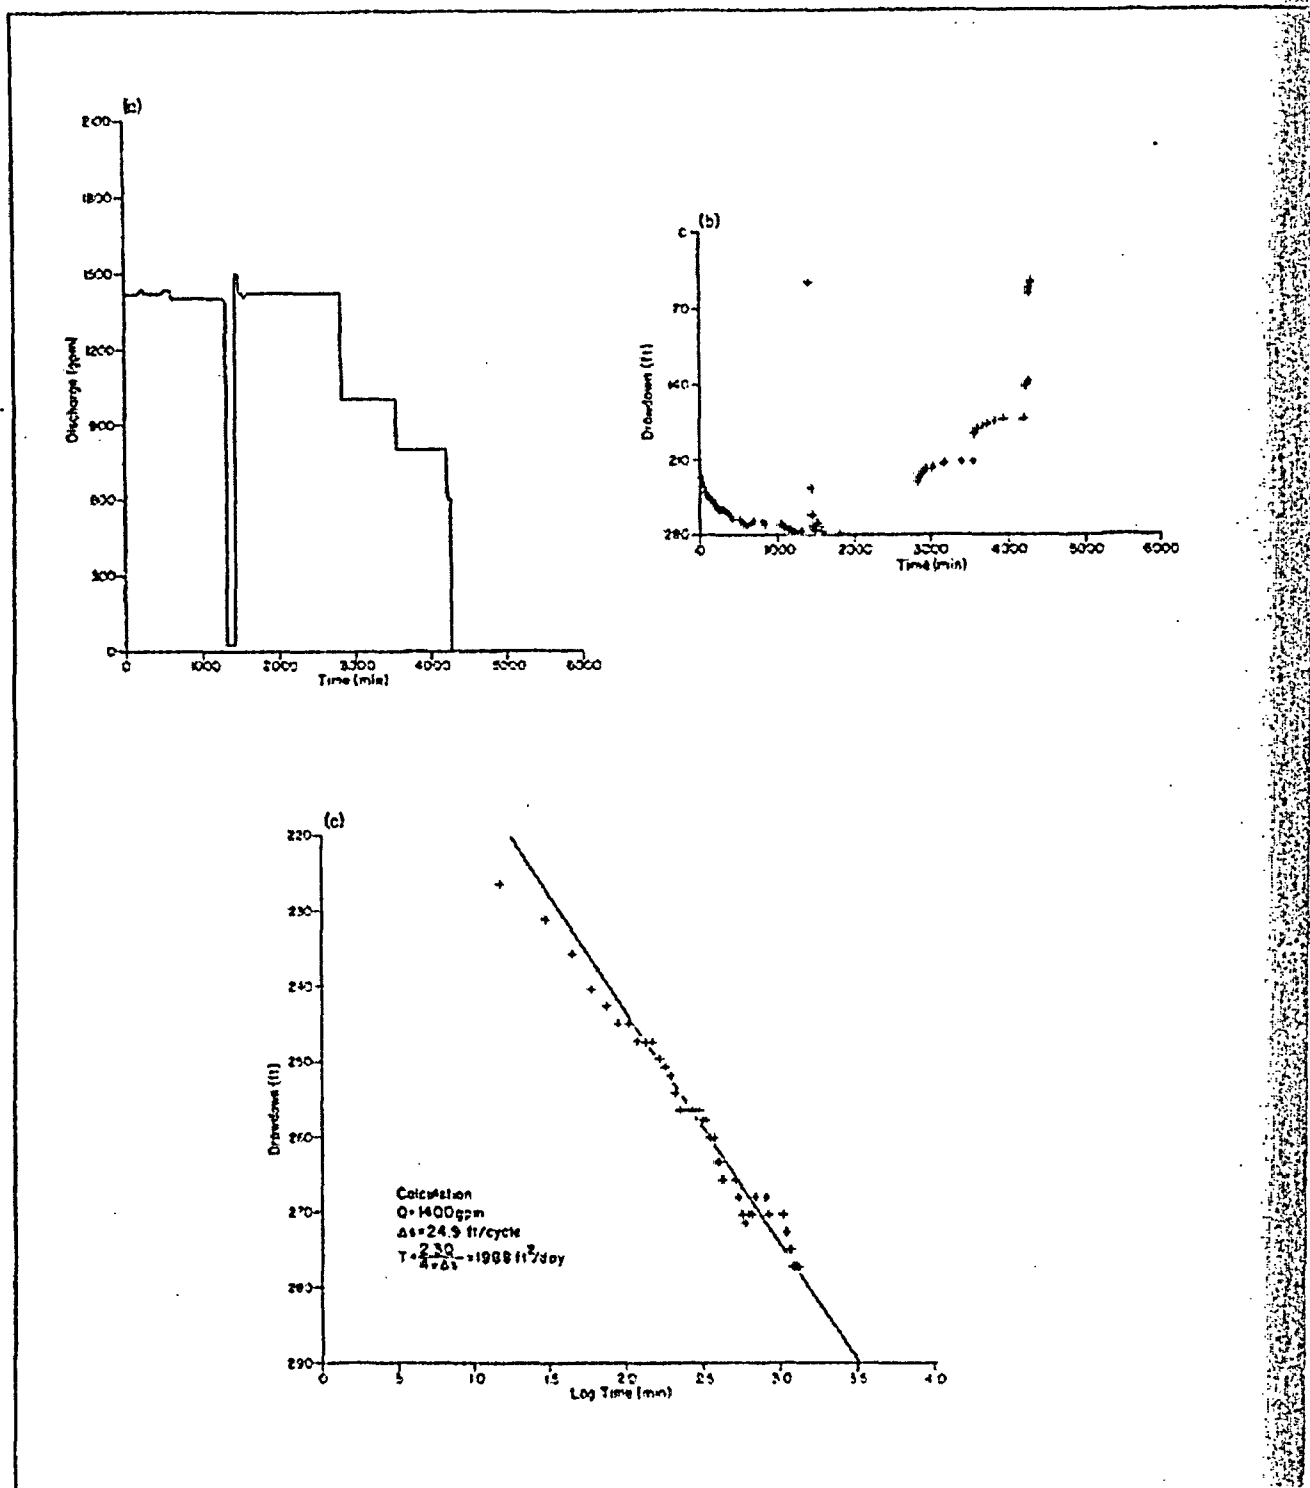 (a)
2100
1800
1500
1200
900
600
300
0
Discharge (gpm)
0 1000 2000 3000 4000 5000 6000
Time (min)
(b)
0
70
140
210
280
Drawdown (ft)
0 1000 2000 3000 4000 5000 6000
Time (min)
(c)
220
230
240
250
260
270
280
290
Drawdown (ft)
Calculation
Q=1400gpm
Δs=24.9 ft/cycle
T=2.3Q/4πΔs=1988 ft²/day
0 .5 1.0 1.5 2.0 2.5 3.0 3.5 4.0
Log Time (min)